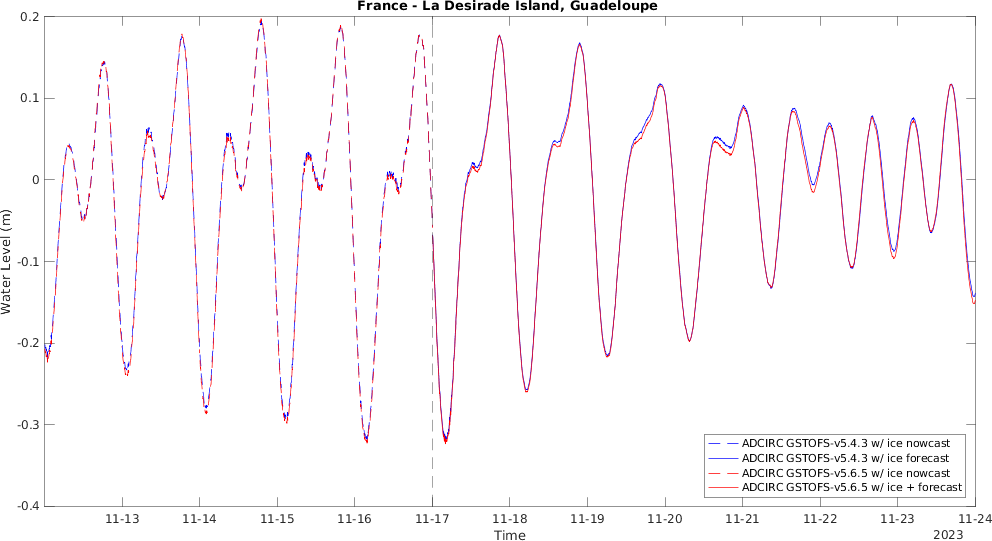 France - La Desirade Island, Guadeloupe
Water Level (m)
0.2
0.1
0
-0.1
-0.2
-0.3
-0.4
11-13 11-14 11-15 11-16 11-17 11-18 11-19 11-20 11-21 11-22 11-23 11-24
Time
2023
ADCIRC GSTOFS-v5.4.3 w/ ice nowcast
ADCIRC GSTOFS-v5.4.3 w/ ice forecast
ADCIRC GSTOFS-v5.6.5 w/ ice nowcast
ADCIRC GSTOFS-v5.6.5 w/ ice + forecast